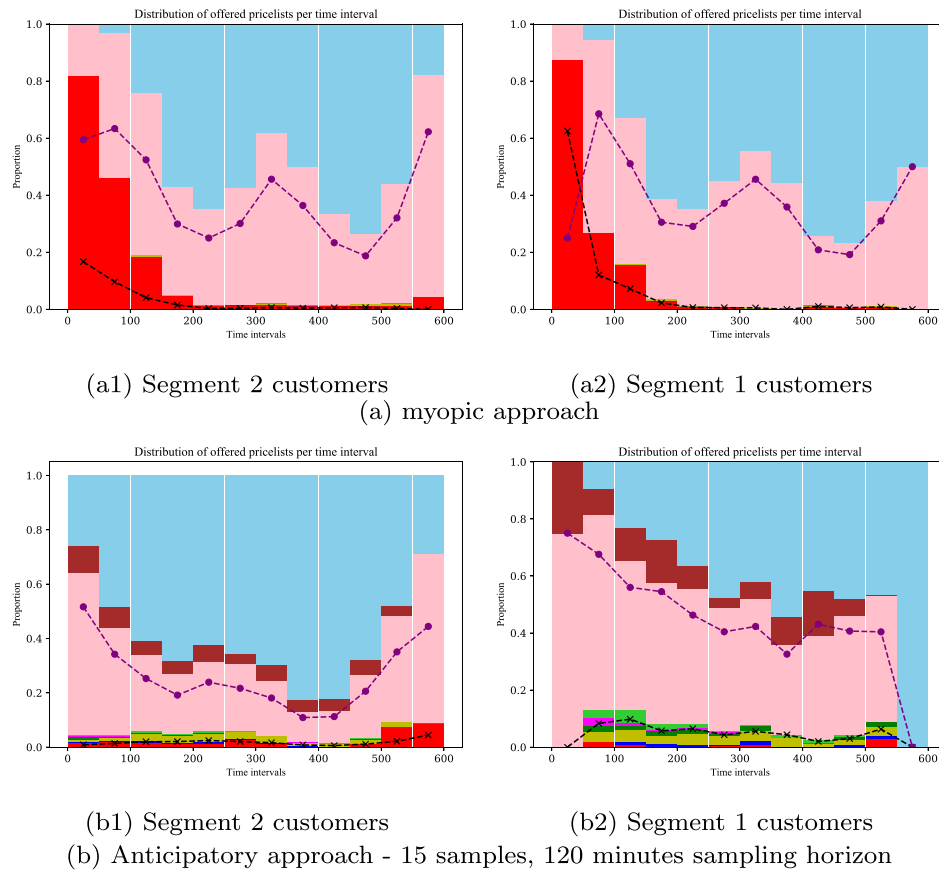 Distribution of offered pricelists per time interval
1.0
0.8
0.6
0.4
0.2
0.0
Proportion
0 100 200 300 400 500 600
Time intervals
(a1) Segment 2 customers
Distribution of offered pricelists per time interval
1.0
0.8
0.6
0.4
0.2
0.0
Proportion
0 100 200 300 400 500 600
Time intervals
(a2) Segment 1 customers
(a) myopic approach
Distribution of offered pricelists per time interval
1.0
0.8
0.6
0.4
0.2
0.0
Proportion
0 100 200 300 400 500 600
Time intervals
(b1) Segment 2 customers
Distribution of offered pricelists per time interval
1.0
0.8
0.6
0.4
0.2
0.0
Proportion
0 100 200 300 400 500 600
Time intervals
(b2) Segment 1 customers
(b) Anticipatory approach - 15 samples, 120 minutes sampling horizon